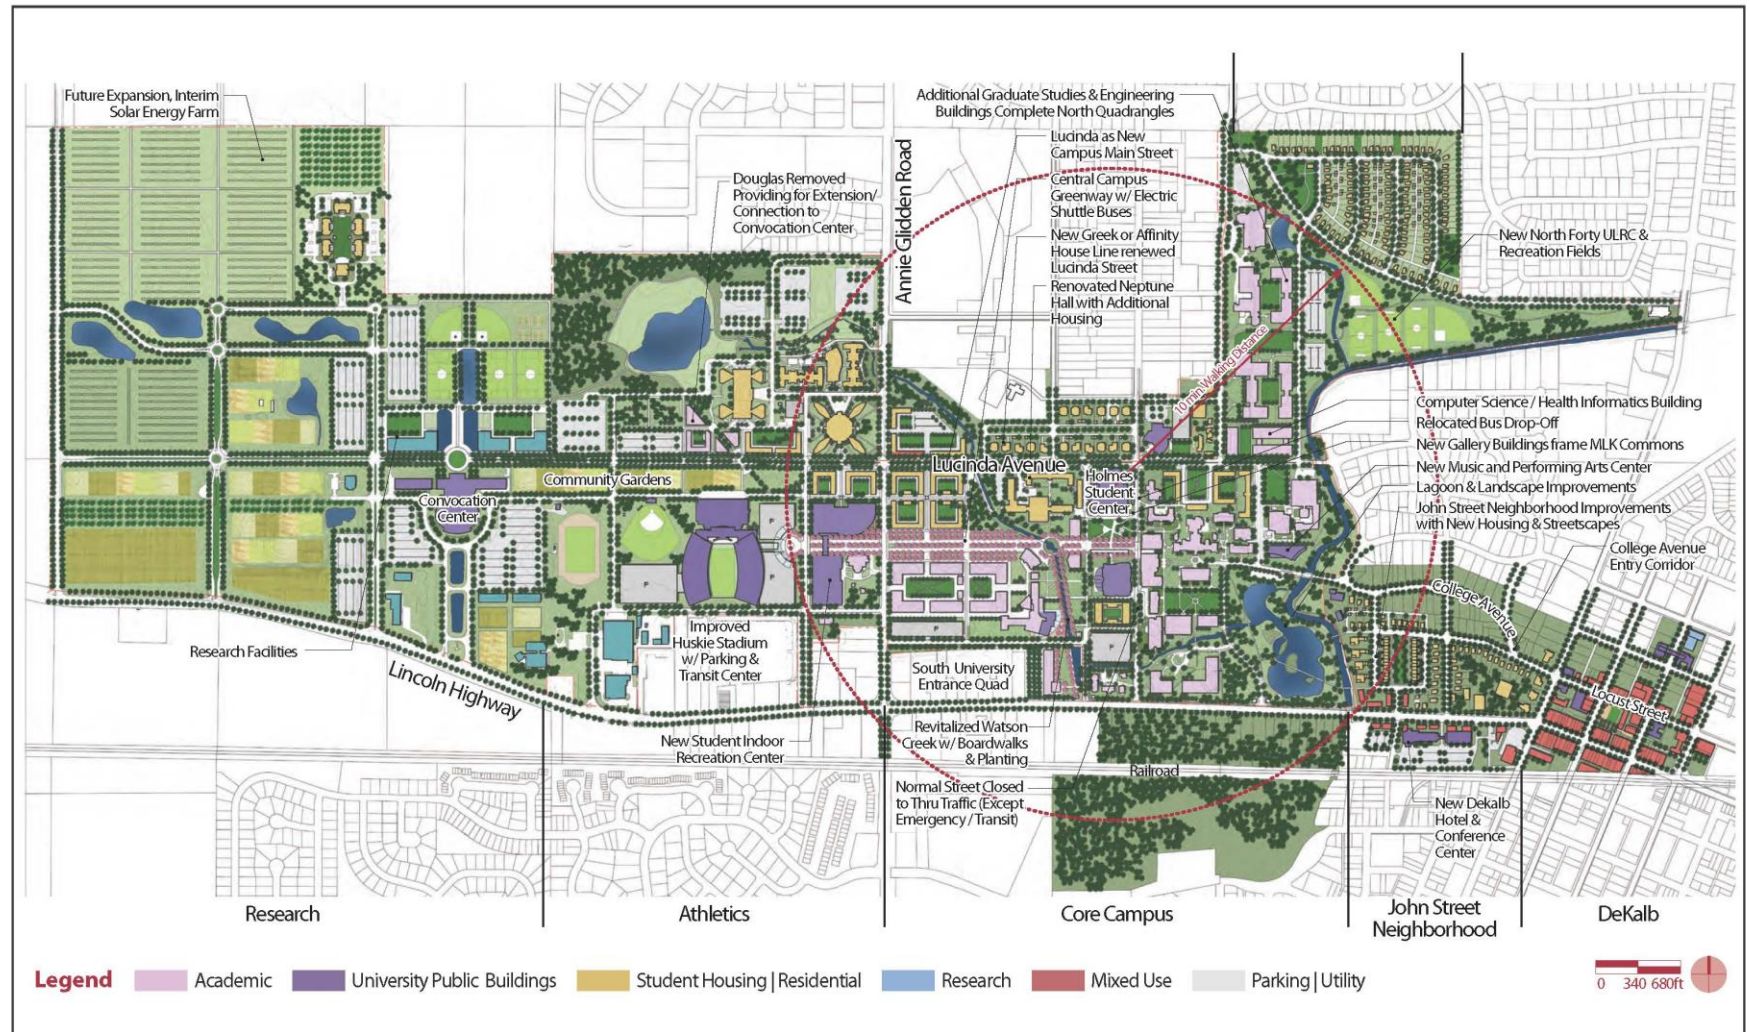 Future Expansion, Interim
Solar Energy Farm
Douglas Removed
Providing for Extension/
Connection to
Convocation Center
Annie Glidden Road
Additional Graduate Studies & Engineering
Buildings Complete North Quadrangles
Lucinda as New
Campus Main Street
Central Campus
Greenway w/ Electric
Shuttle Buses
New Greek or Affinity
House Line renewed
Lucinda Street
Renovated Neptune
Hall with Additional
Housing
New North Forty ULRC &
Recreation Fields
10 min Walking Distance
Computer Science / Health Informatics Building
Relocated Bus Drop-Off
New Gallery Buildings frame MLK Commons
New Music and Performing Arts Center
Lagoon & Landscape Improvements
John Street Neighborhood Improvements
with New Housing & Streetscapes
College Avenue
Entry Corridor
Lucinda Avenue
Holmes
Student
Center
Community Gardens
Convocation
Center
P
P
P
P
P
College Avenue
Locust Street
Research Facilities
Lincoln Highway
Improved
Huskie Stadium
w/ Parking &
Transit Center
South University
Entrance Quad
New Student Indoor
Recreation Center
Revitalized Watson
Creek w/ Boardwalks
& Planting
Railroad
Normal Street Closed
to Thru Traffic (Except
Emergency / Transit)
New Dekalb
Hotel &
Conference
Center
Research
Athletics
Core Campus
John Street
Neighborhood
DeKalb
Legend
Academic
University Public Buildings
Student Housing | Residential
Research
Mixed Use
Parking | Utility
0 340 680ft